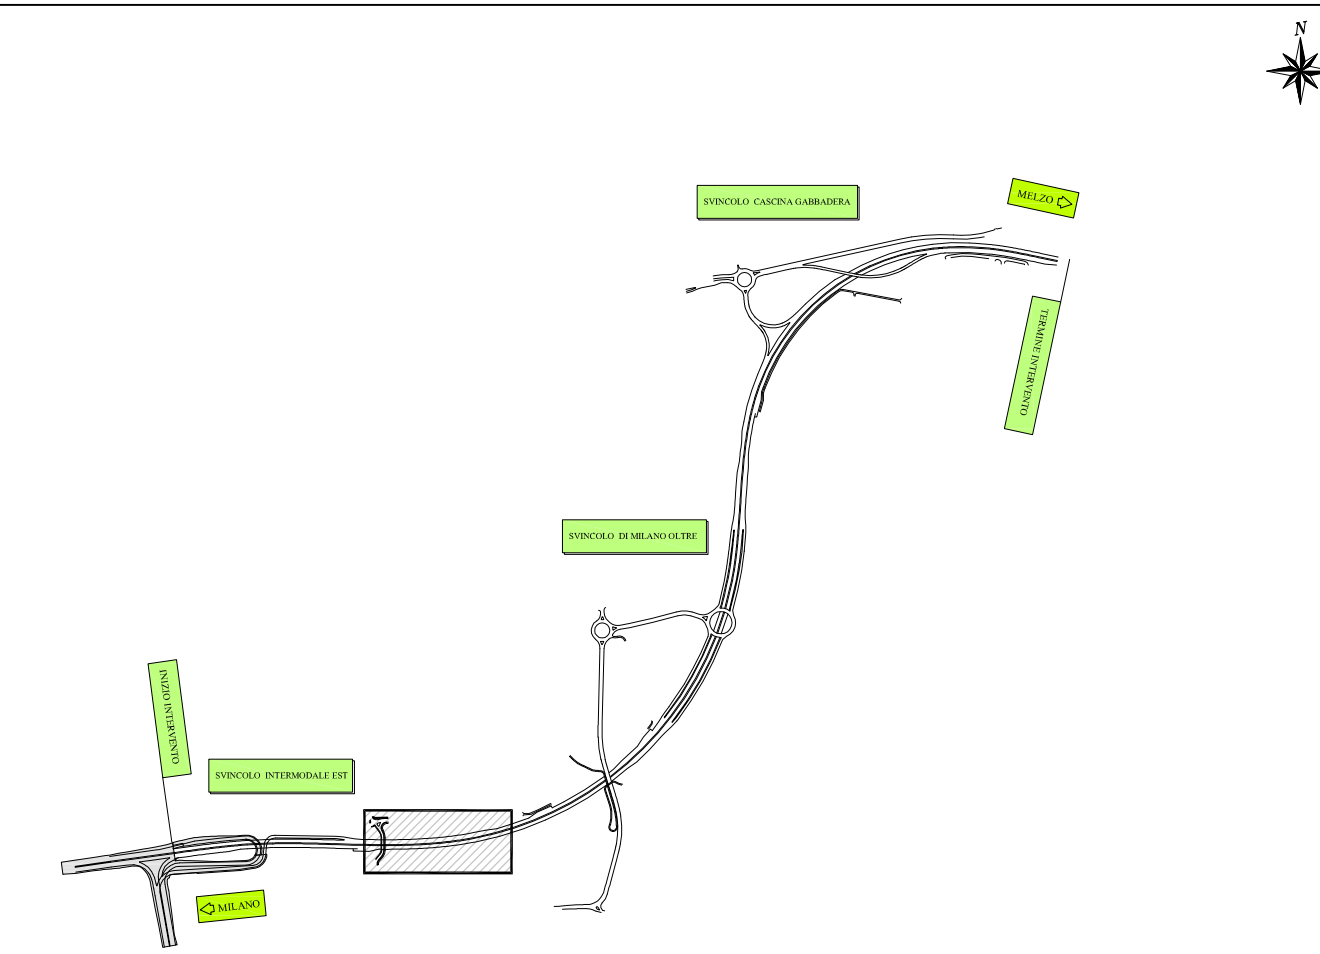 N
MELZO
SVINCOLO CASCINA GABBADERA
TERMINE INTERVENTO
SVINCOLO DI MILANO OLTRE
INIZIO INTERVENTO
SVINCOLO INTERMODALE EST
MILANO